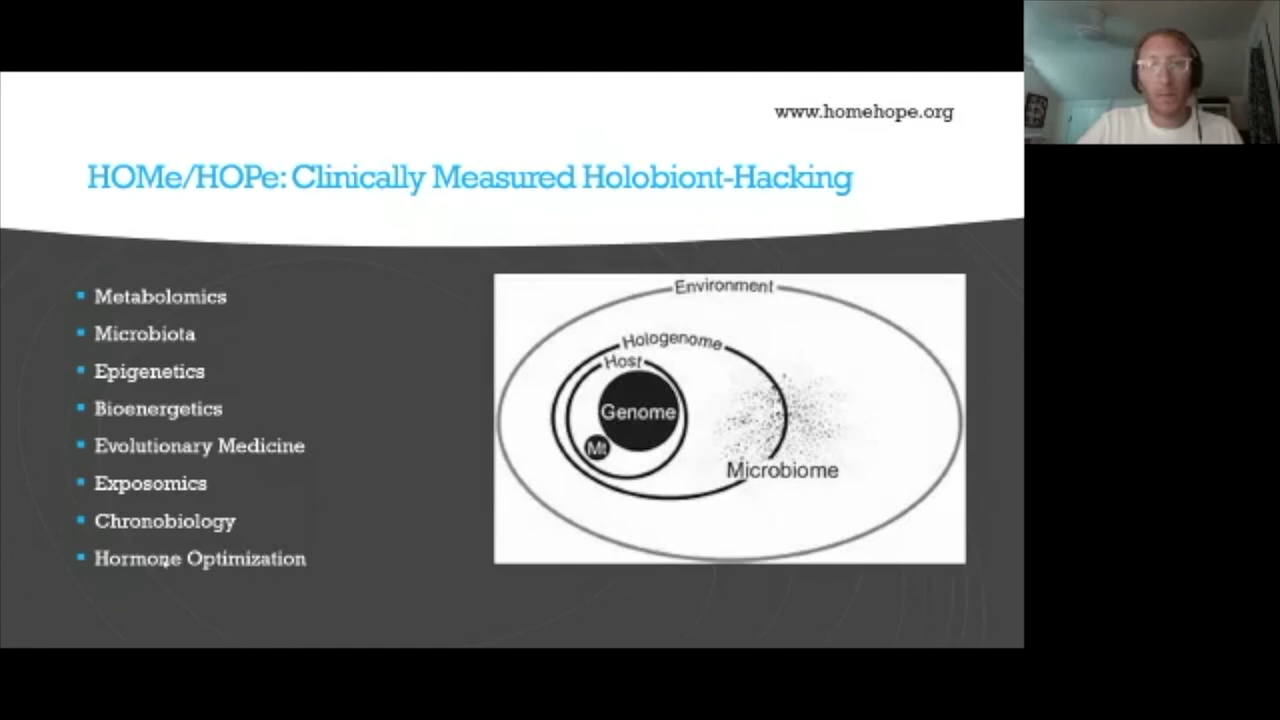 www.homehope.org
HOMe/HOPe: Clinically Measured Holobiont-Hacking
Metabolomics
Microbiota
Epigenetics
Bioenergetics
Evolutionary Medicine
Exposomics
Chronobiology
Hormone Optimization
Environment
Hologenome
Host
Genome
Mt
Microbiome